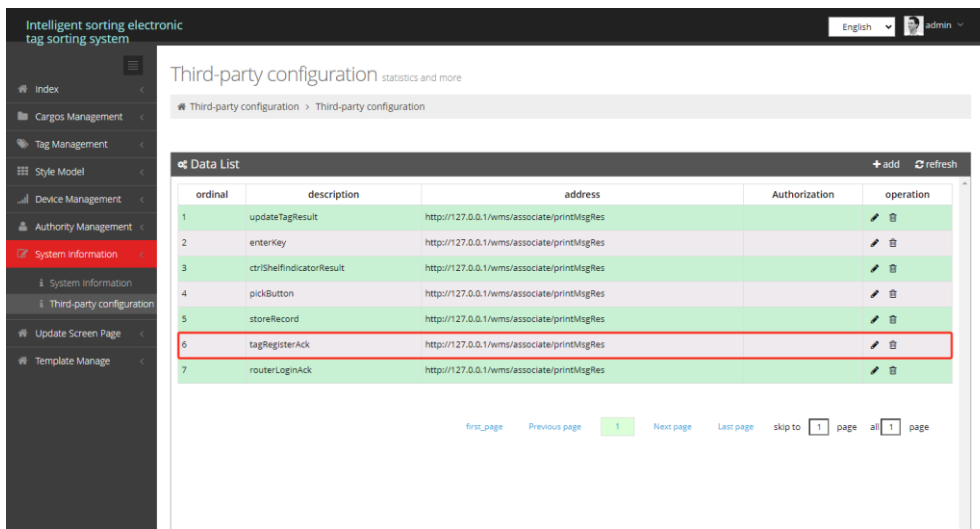 Intelligent sorting electronic
tag sorting system
English
admin
Index
Cargos Management
Tag Management
Style Model
Device Management
Authority Management
System Information
System Information
Third-party configuration
Update Screen Page
Template Manage
Third-party configuration statistics and more
Third-party configuration > Third-party configuration
Data List
add refresh
ordinal description address Authorization operation
1 updateTagResult http://127.0.0.1/wms/associate/printMsgRes
2 enterKey http://127.0.0.1/wms/associate/printMsgRes
3 ctrlShelfIndicatorResult http://127.0.0.1/wms/associate/printMsgRes
4 pickButton http://127.0.0.1/wms/associate/printMsgRes
5 storeRecord http://127.0.0.1/wms/associate/printMsgRes
6 tagRegisterAck http://127.0.0.1/wms/associate/printMsgRes
7 routerLoginAck http://127.0.0.1/wms/associate/printMsgRes
first_page Previous page 1 Next page Last page skip to 1 page all 1 page